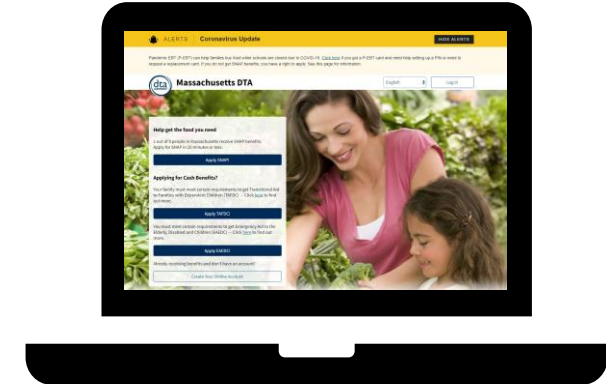 ALERTS Coronavirus Update HIDE ALERTS
Pandemic EBT (P-EBT) can help families buy food when schools are closed due to COVID-19. Click here if you got a P-EBT card and need help setting up a PIN or need to
request a replacement card. If you do not get SNAP benefits, you have a right to apply. See this page for information.
dta Massachusetts DTA English Log In
Help get the food you need
1 out of 9 people in Massachusetts receive SNAP benefits.
Apply for SNAP in 20 minutes or less.
Apply SNAP!
Applying for Cash Benefits?
Your family must meet certain requirements to get Transitional Aid
to Families with Dependent Children (TAFDC) -- Click here to find
out more.
Apply TAFDC!
You must meet certain requirements to get Emergency Aid to the
Elderly, Disabled and Children (EAEDC) -- Click here to find out
more.
Apply EAEDC!
Already receiving benefits and don't have an account?
Create Your Online Account